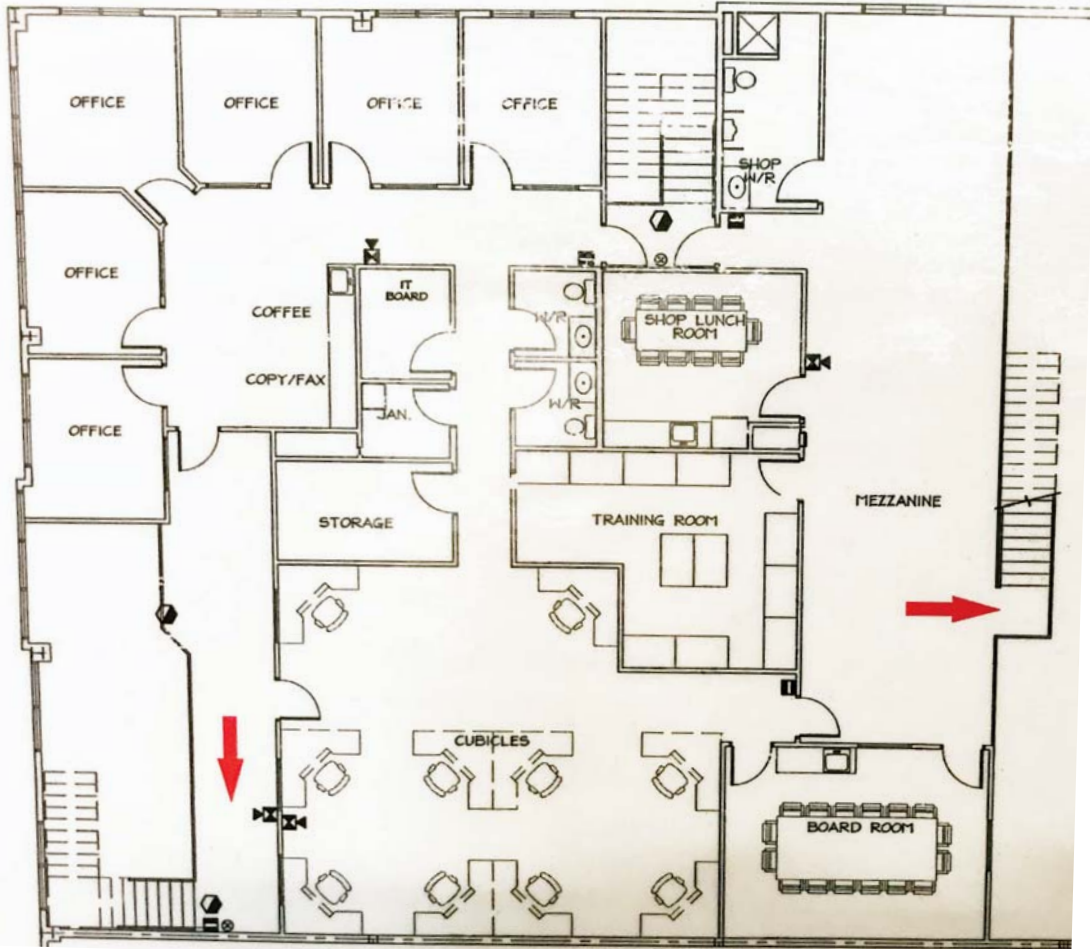 OFFICE
OFFICE
OFFICE
OFFICE
SHOP
W/R
OFFICE
IT
BOARD
COFFEE
W/R
SHOP LUNCH
ROOM
COPY/FAX
W/R
JAN.
OFFICE
STORAGE
TRAINING ROOM
MEZZANINE
CUBICLES
BOARD ROOM